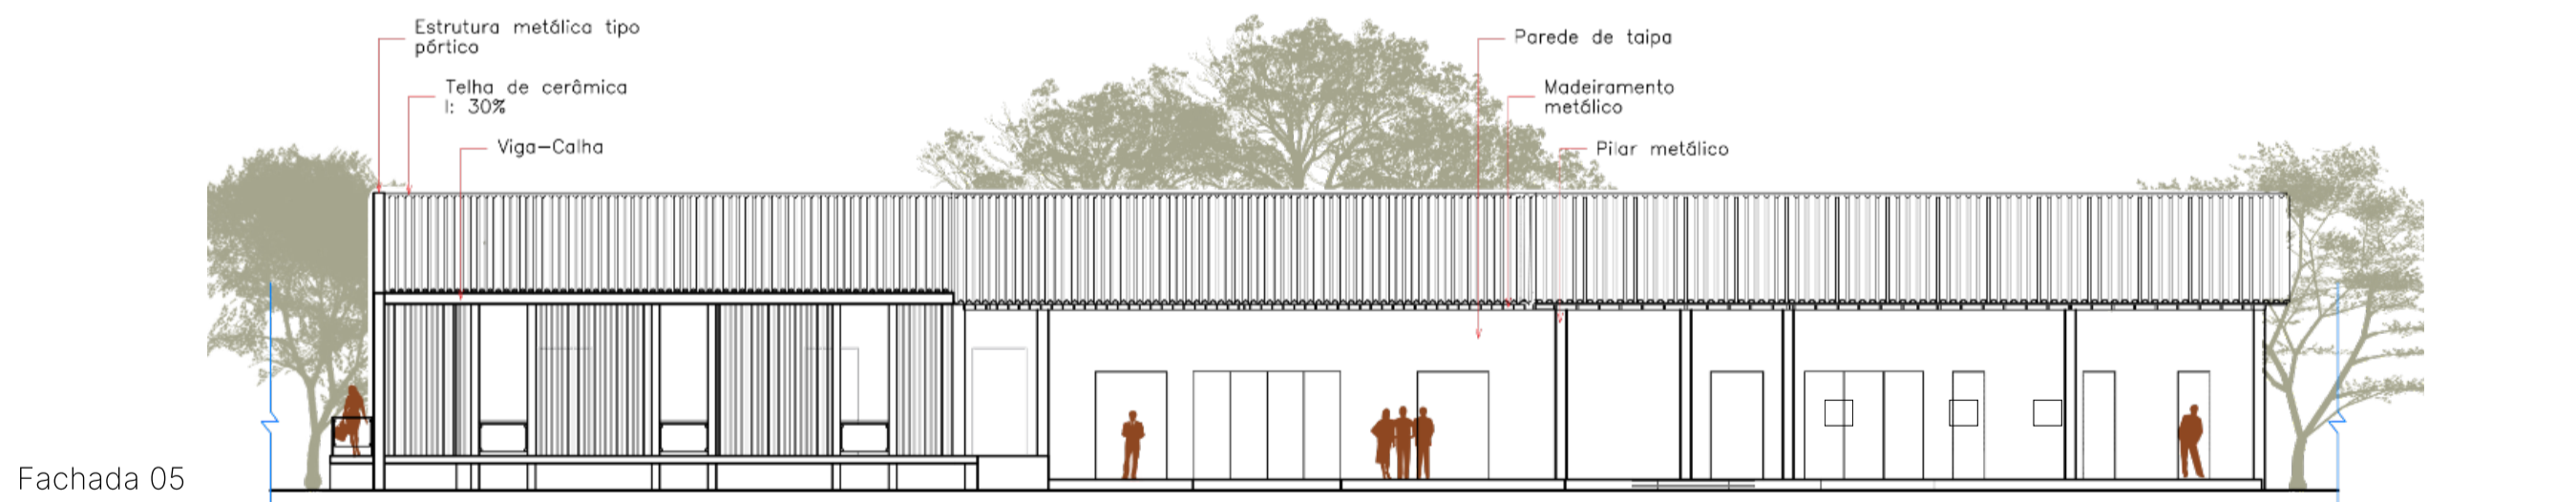 Estrutura metálica tipo
pórtico
Telha de cerâmica
I: 30%
Viga-Calha
Parede de taipa
Madeiramento
metálico
Pilar metálico
Fachada 05